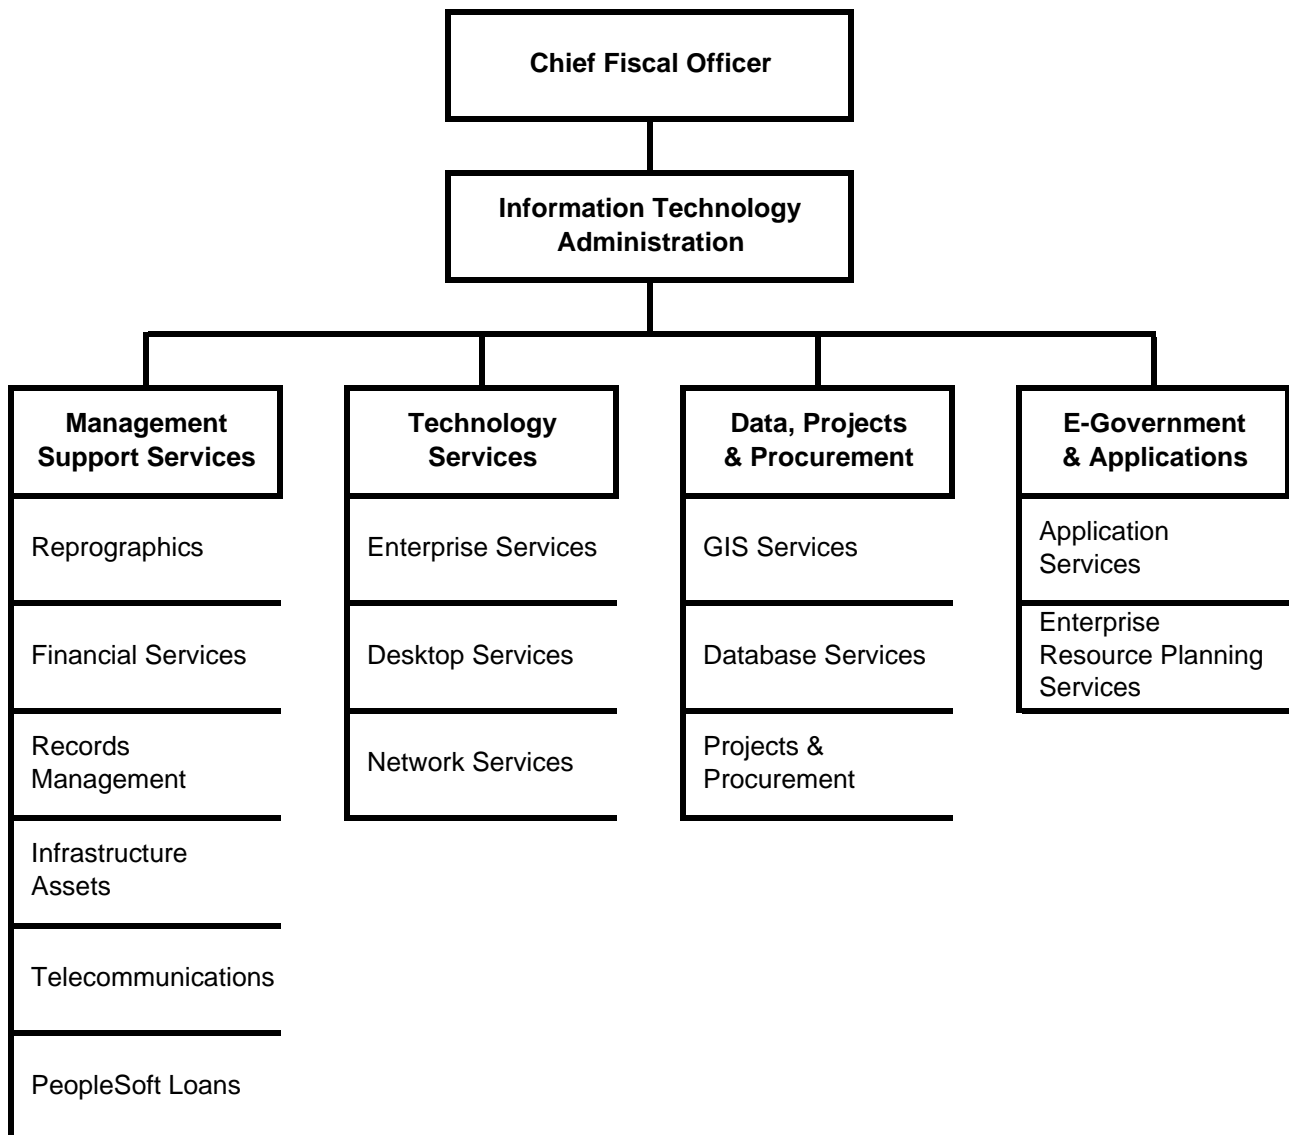 Chief Fiscal Officer
Information Technology
Administration
Management
Support Services
Reprographics
Financial Services
Records
Management
Infrastructure
Assets
Telecommunications
PeopleSoft Loans
Technology
Services
Enterprise Services
Desktop Services
Network Services
Data, Projects
& Procurement
GIS Services
Database Services
Projects &
Procurement
E-Government
& Applications
Application
Services
Enterprise
Resource Planning
Services